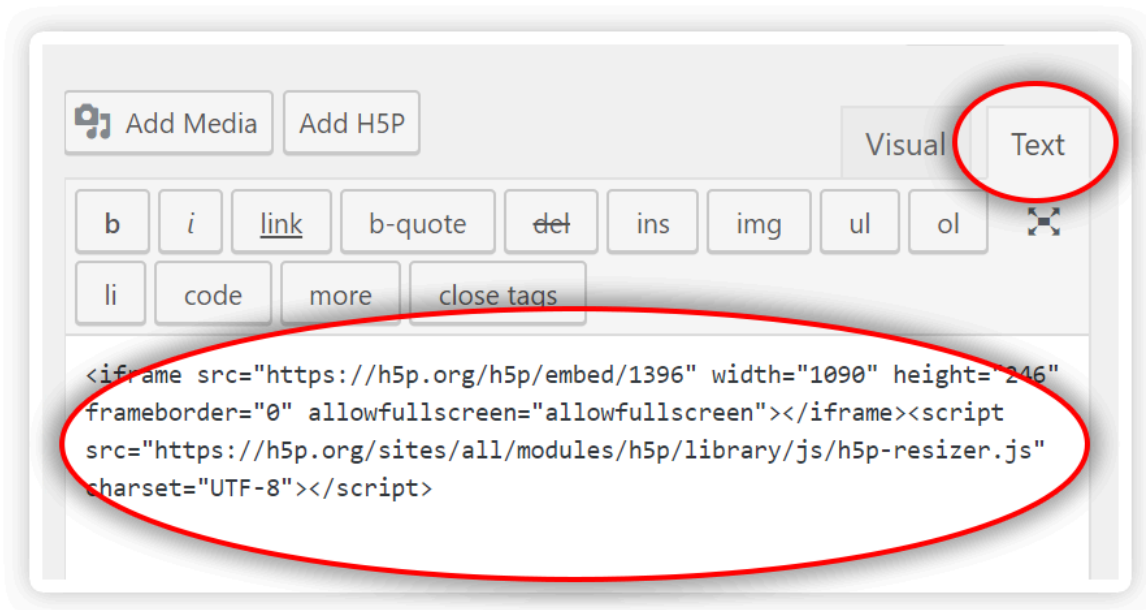 Add Media Add H5P
Visual Text
b i link b-quote del ins img ul ol
li code more close tags
<iframe src="https://h5p.org/h5p/embed/1396" width="1090" height="246"
frameborder="0" allowfullscreen="allowfullscreen"></iframe><script
src="https://h5p.org/sites/all/modules/h5p/library/js/h5p-resizer.js"
charset="UTF-8"></script>